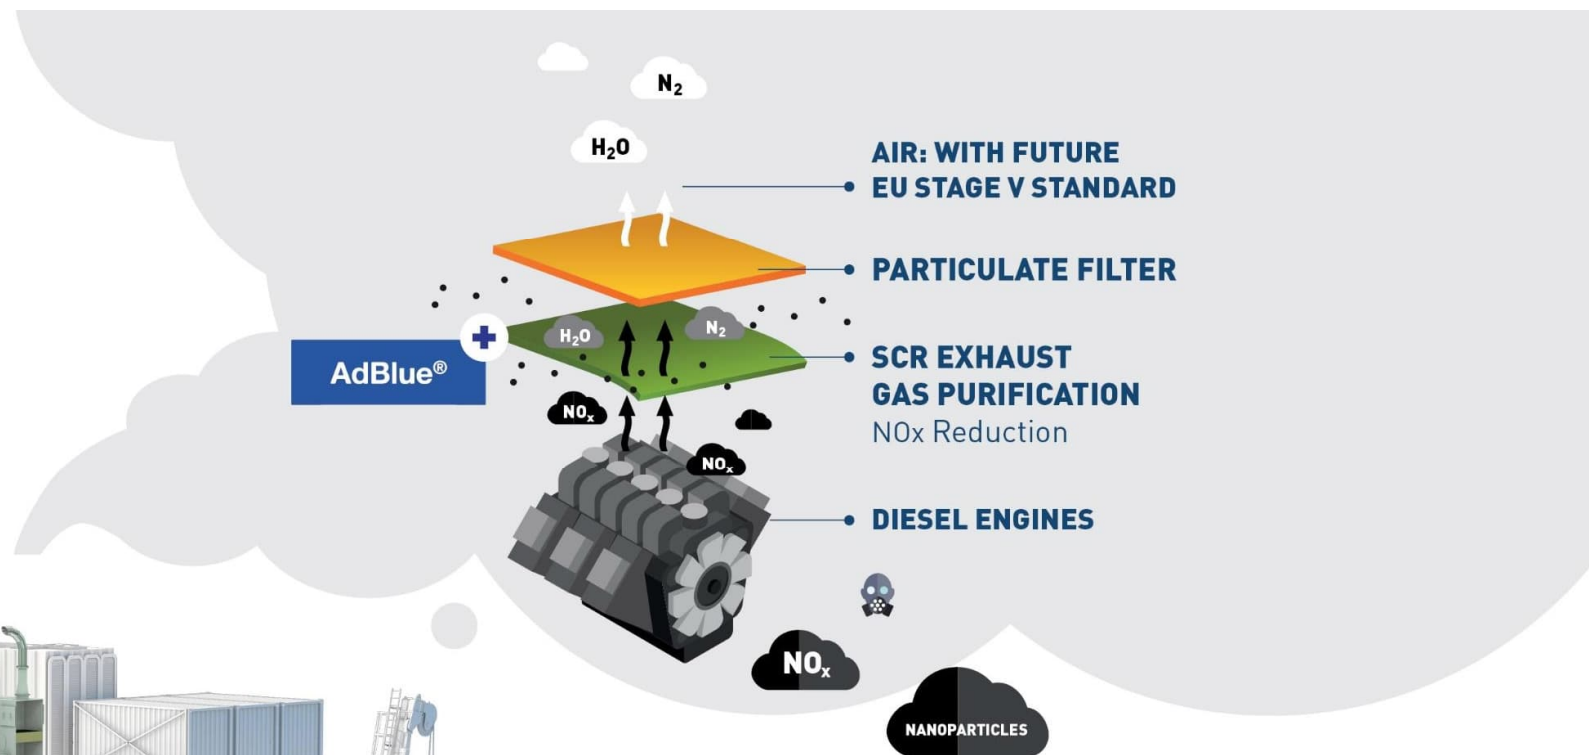 N₂
H₂O
AIR: WITH FUTURE
EU STAGE V STANDARD
PARTICULATE FILTER
H₂O
N₂
AdBlue®
SCR EXHAUST
GAS PURIFICATION
NOx Reduction
NOₓ
NOₓ
DIESEL ENGINES
NOₓ
NANOPARTICLES